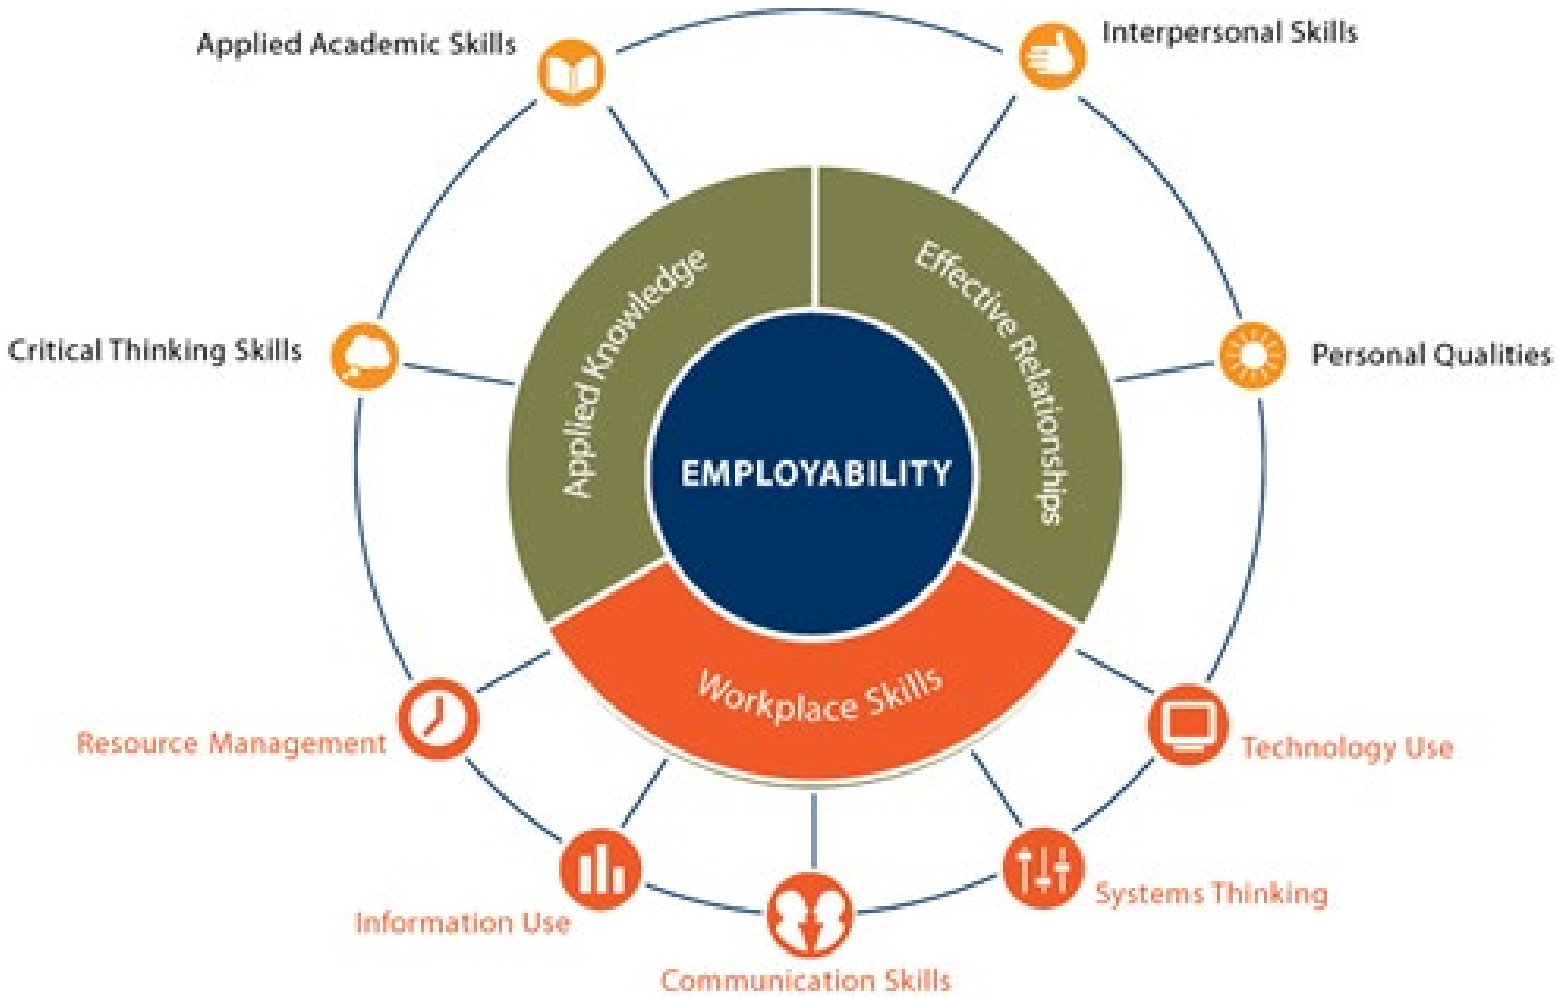 Applied Academic Skills
Interpersonal Skills
Applied Knowledge
Effective Relationships
Critical Thinking Skills
Personal Qualities
EMPLOYABILITY
Workplace Skills
Resource Management
Technology Use
Information Use
Systems Thinking
Communication Skills